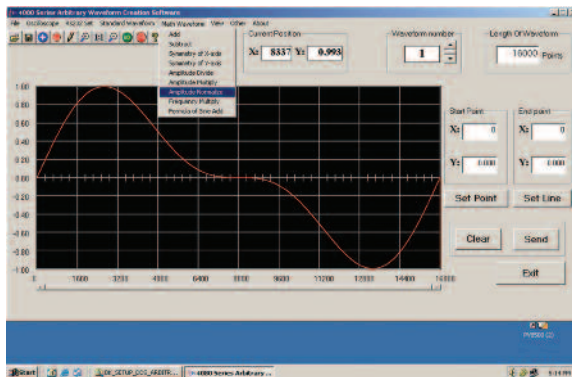 4000 Series Arbitrary Waveform Creation Software
File Oscilloscope RS232 Set Standard Waveform Math Waveform View Other About
Add
Subtract
Symmetry of X-axis
Symmetry of Y-axis
Amplitude Divide
Amplitude Multiply
Amplitude Normalize
Frequency Multiply
Formula of Sine Add
Current Position
X: 8337 Y: 0.993
Waveform number
1
Length Of Waveform
16000 Points
1.00
0.80
0.60
0.40
0.20
0.00
-0.20
-0.40
-0.60
-0.80
-1.00
0 1600 3200 4800 6400 8000 9600 11200 12800 14400 16000
Start Point
X: 0
Y: 0.000
End point
X: 0
Y: 0.000
Set Point Set Line
Clear Send
Exit
Start
4000 Series Arbitrary ...